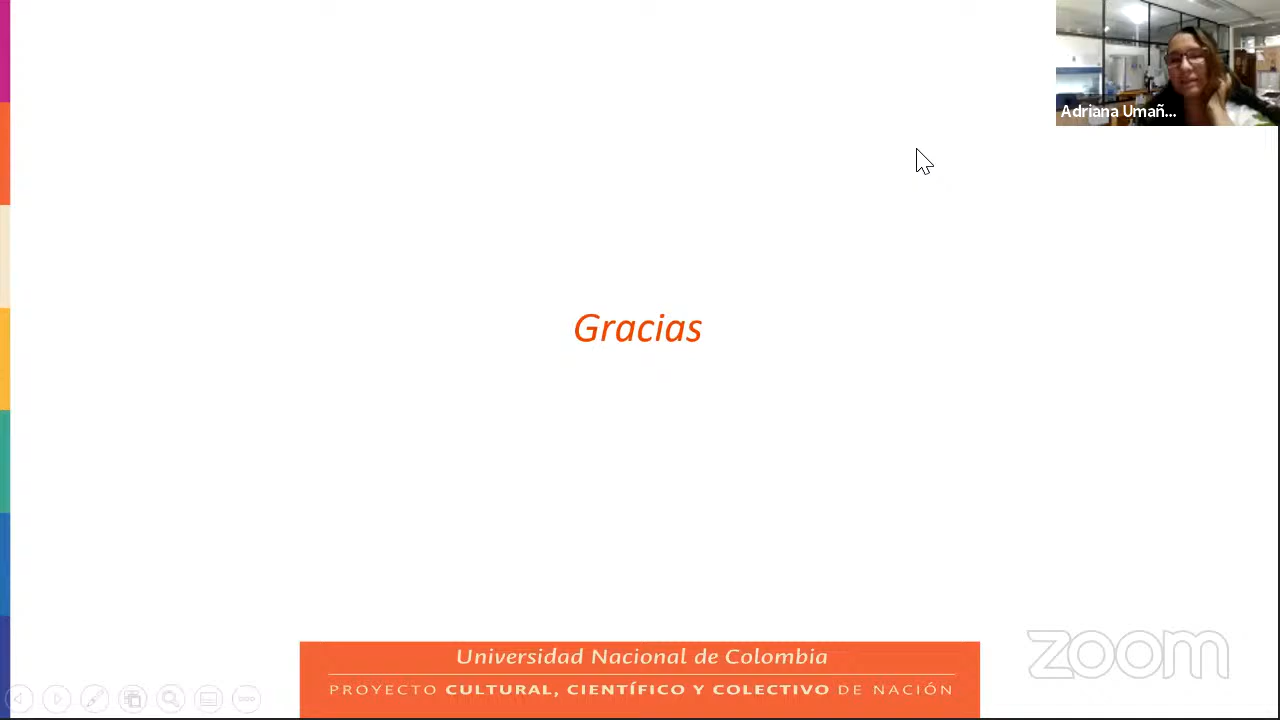 Adriana Umañ...
Gracias
Universidad Nacional de Colombia
PROYECTO CULTURAL, CIENTÍFICO Y COLECTIVO DE NACIÓN
zoom